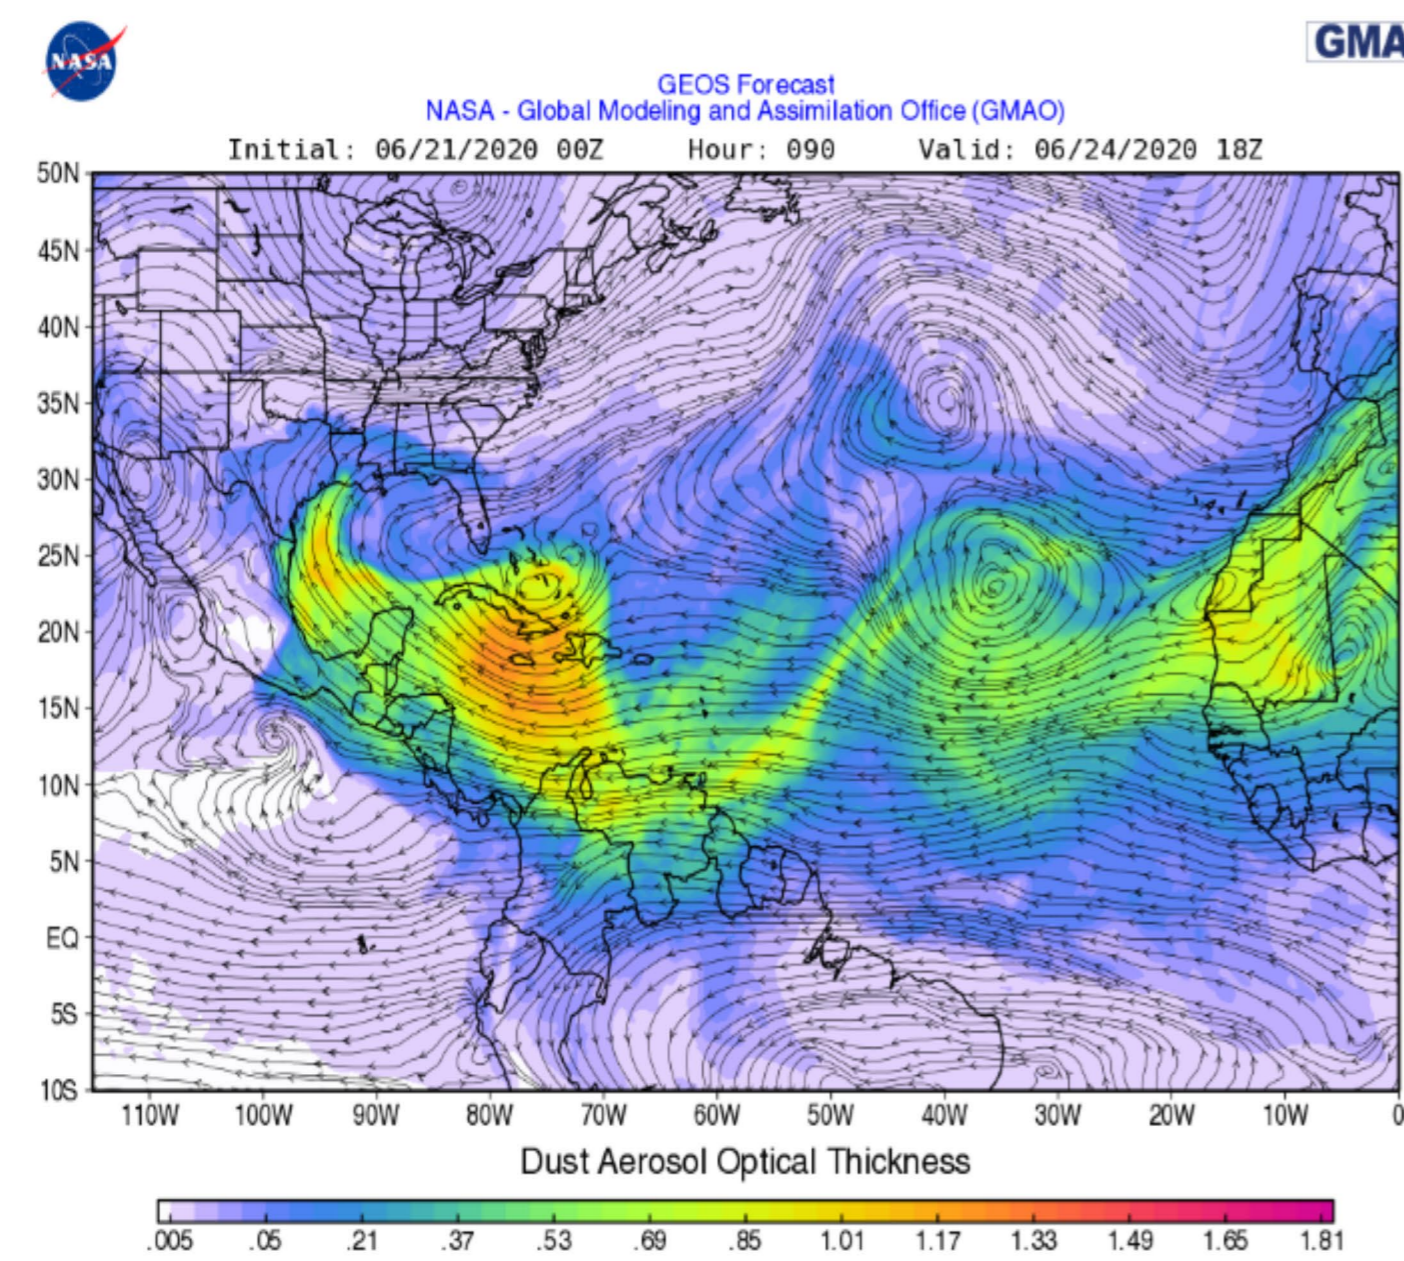 NASA
GMA
GEOS Forecast
NASA - Global Modeling and Assimilation Office (GMAO)
Initial: 06/21/2020 00Z Hour: 090 Valid: 06/24/2020 18Z
50N
45N
40N
35N
30N
25N
20N
15N
10N
5N
EQ
5S
10S
110W 100W 90W 80W 70W 60W 50W 40W 30W 20W 10W 0
Dust Aerosol Optical Thickness
.005 .05 .21 .37 .53 .69 .85 1.01 1.17 1.33 1.49 1.65 1.81